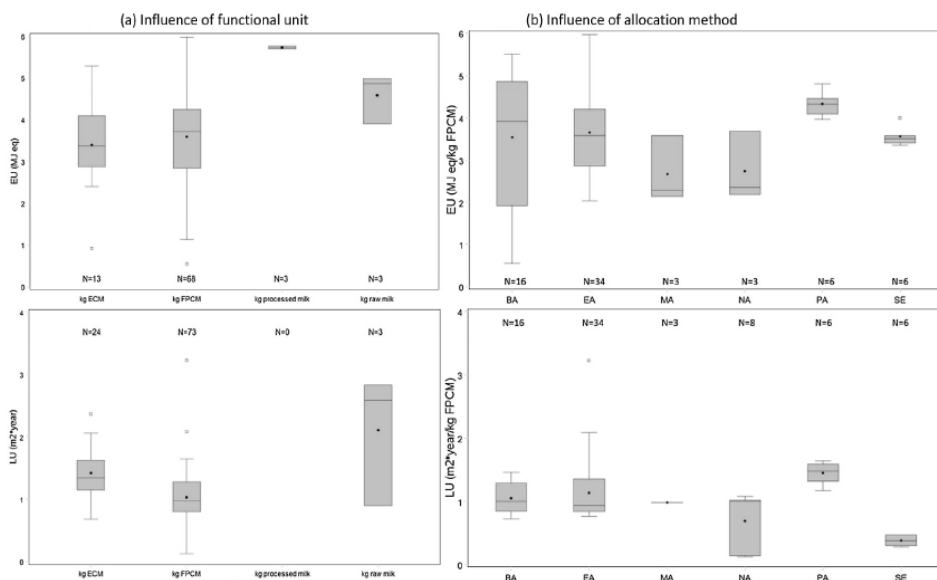 (a) Influence of functional unit
(b) Influence of allocation method
6
5
4
3
2
1
0
EU (MJ eq)
N=13 N=68 N=3 N=3
kg ECM kg FPCM kg processed milk kg raw milk
6
5
4
3
2
1
0
EU (MJ eq/kg FPCM)
N=16 N=34 N=3 N=3 N=6 N=6
BA EA MA NA PA SE
4
3
2
1
0
LU (m2*year)
N=24 N=73 N=0 N=3
kg ECM kg FPCM kg processed milk kg raw milk
4
3
2
1
0
LU (m2*year/kg FPCM)
N=16 N=34 N=3 N=8 N=6 N=6
BA EA MA NA PA SE